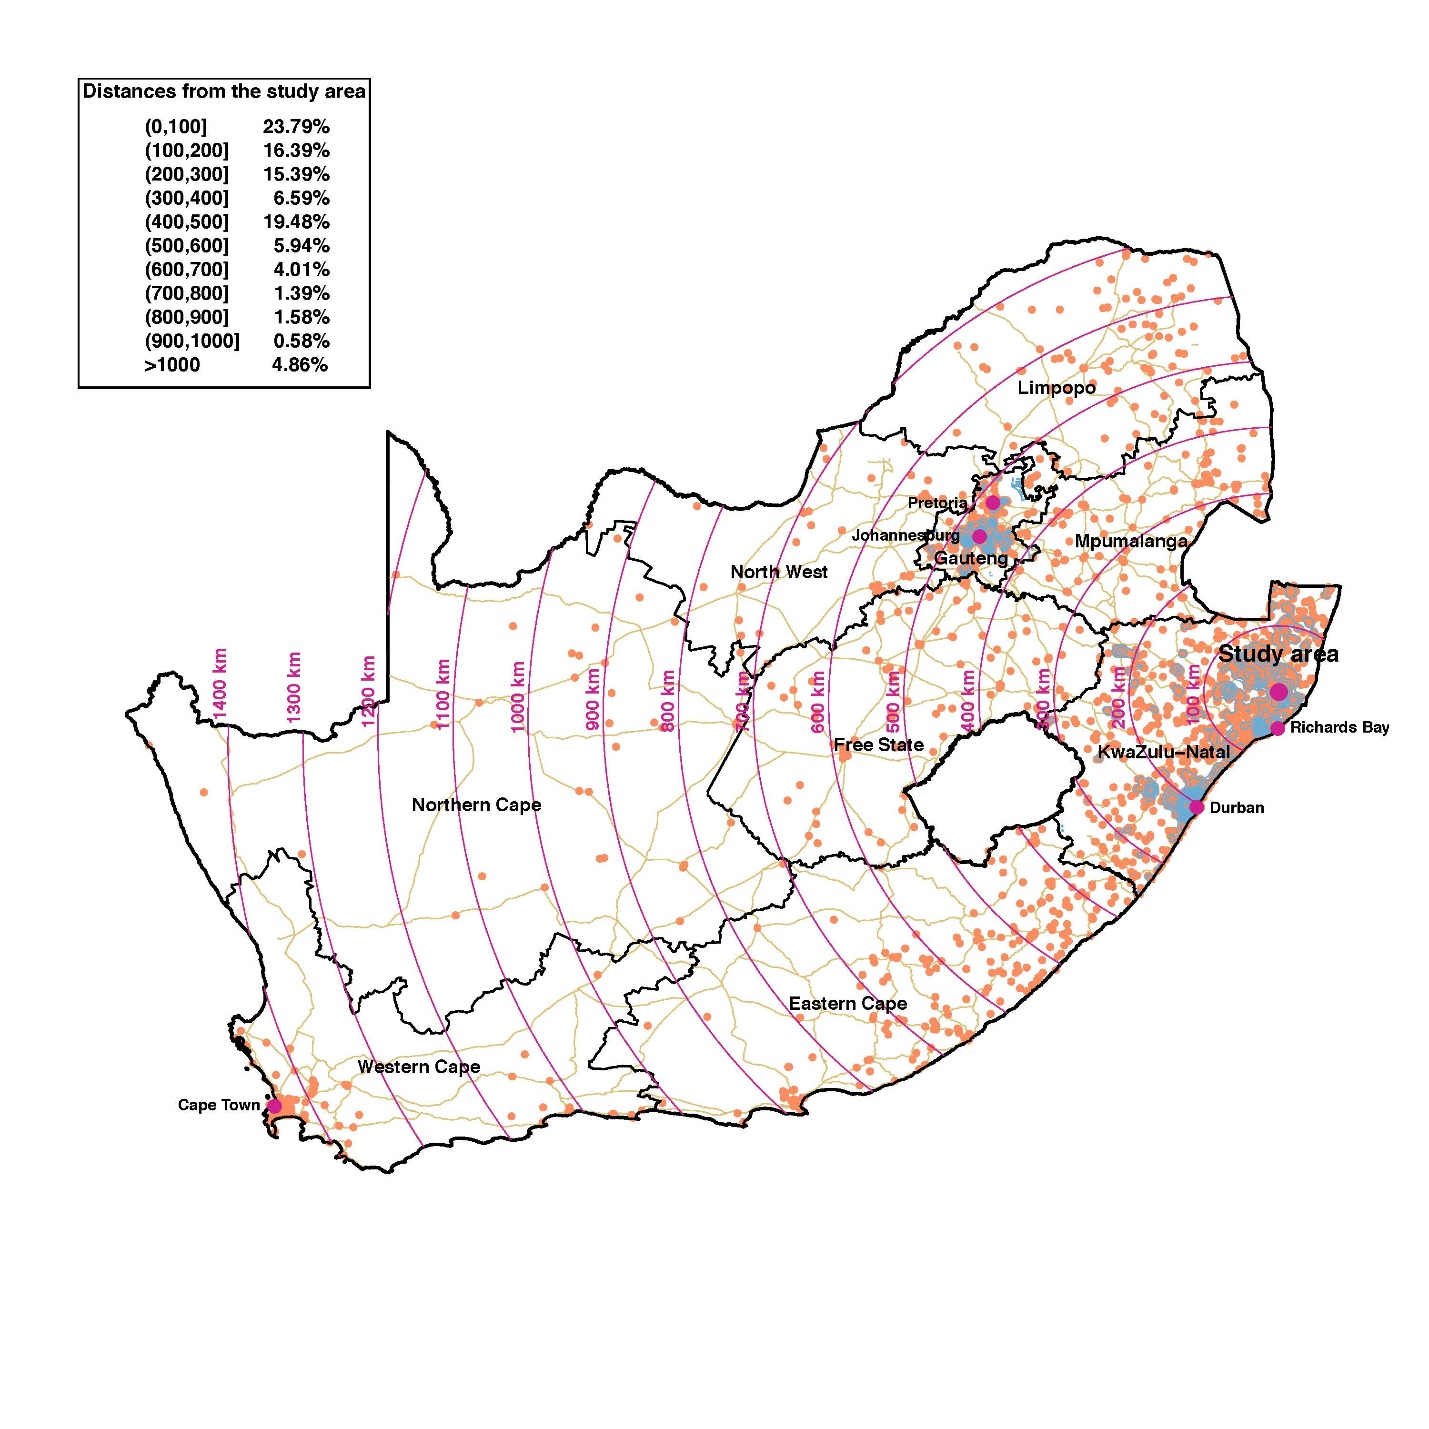 Distances from the study area
(0,100] 23.79%
(100,200] 16.39%
(200,300] 15.39%
(300,400] 6.59%
(400,500] 19.48%
(500,600] 5.94%
(600,700] 4.01%
(700,800] 1.39%
(800,900] 1.58%
(900,1000] 0.58%
>1000 4.86%
Limpopo
Pretoria
Johannesburg
Gauteng
Mpumalanga
North West
Study area
1400 km
1300 km
1200 km
1100 km
1000 km
900 km
800 km
700 km
600 km
500 km
400 km
300 km
200 km
100 km
Richards Bay
Free State
KwaZulu–Natal
Northern Cape
Durban
Eastern Cape
Western Cape
Cape Town